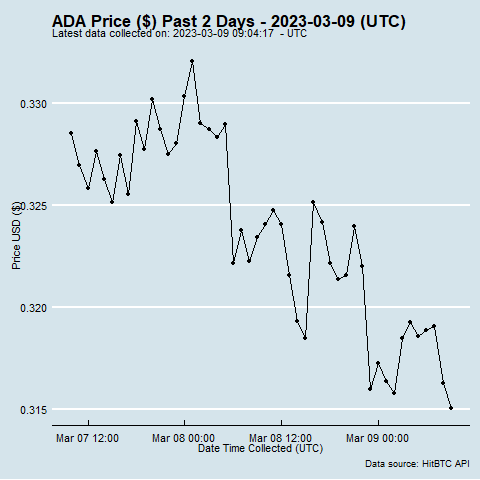 ADA Price ($) Past 2 Days - 2023-03-09 (UTC)
Latest data collected on: 2023-03-09 09:04:17 - UTC
0.330
0.325
0.320
0.315
Price USD ($)
Mar 07 12:00
Mar 08 00:00
Mar 08 12:00
Mar 09 00:00
Date Time Collected (UTC)
Data source: HitBTC API